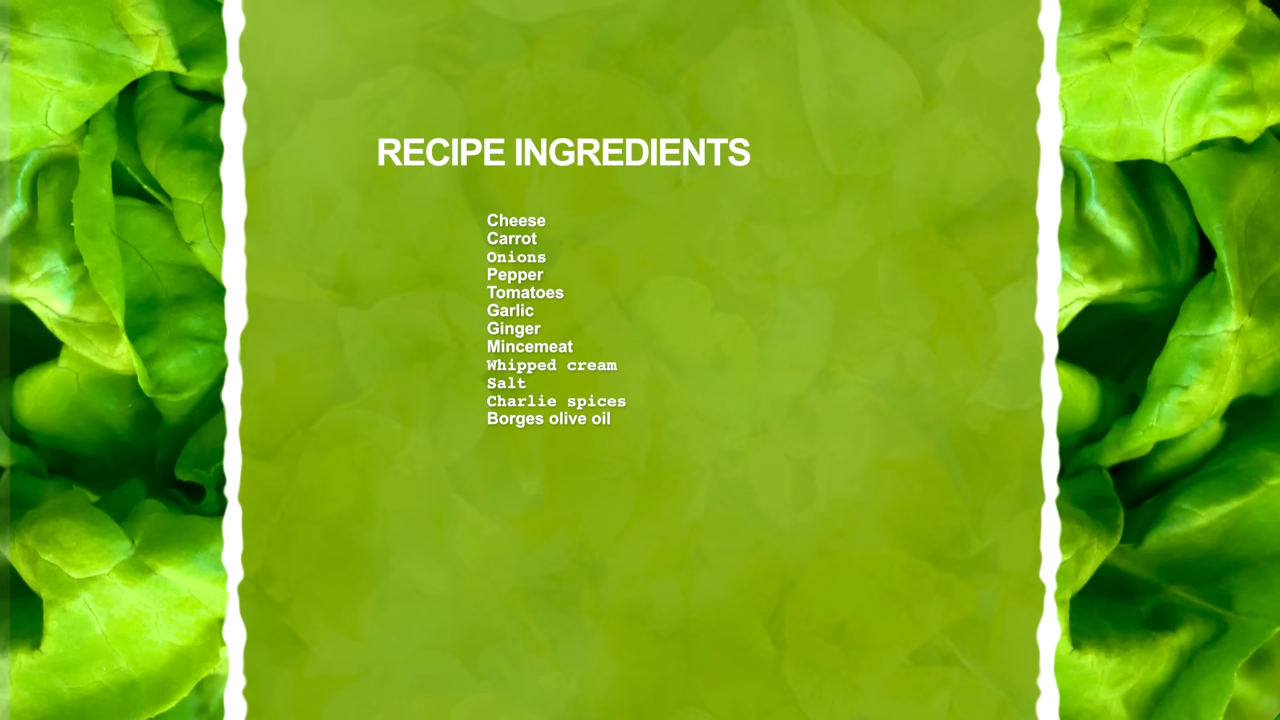 RECIPE INGREDIENTS
Cheese
Carrot
Onions
Pepper
Tomatoes
Garlic
Ginger
Mincemeat
Whipped cream
Salt
Charlie spices
Borges olive oil